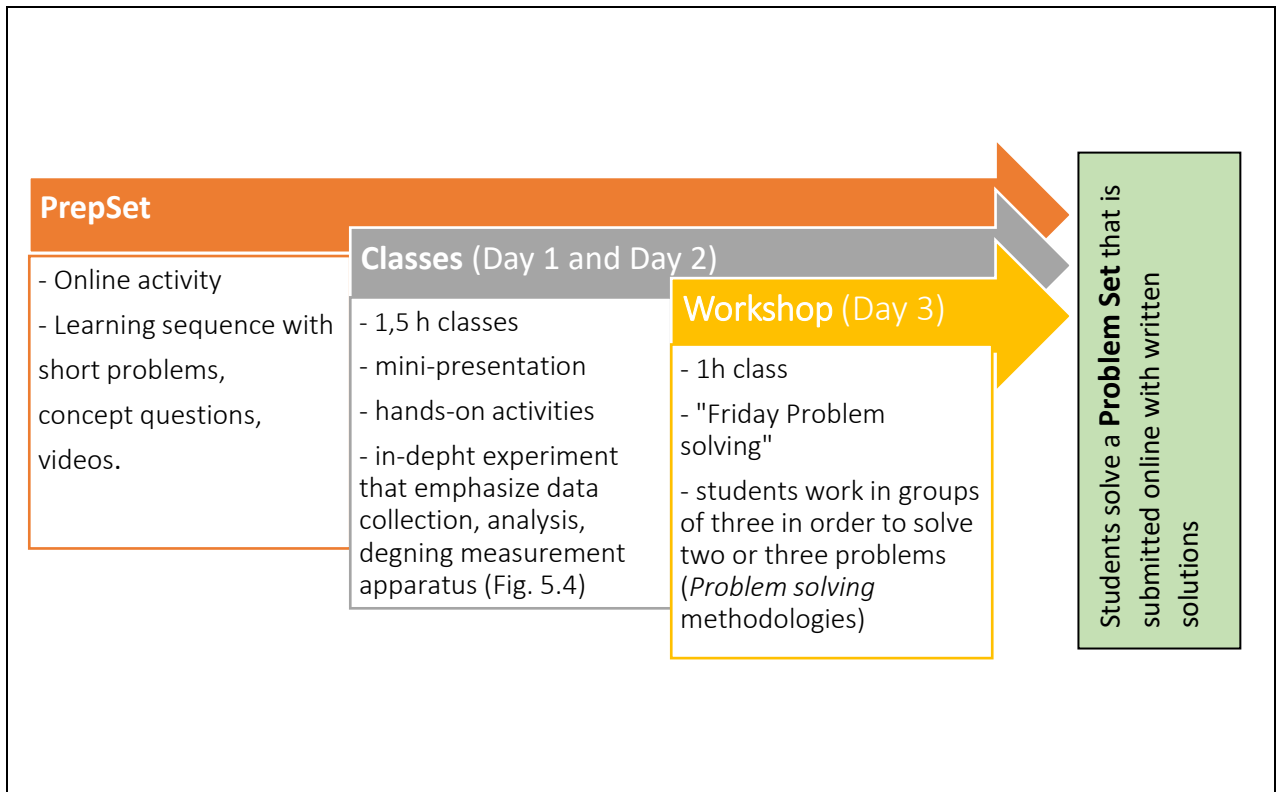 PrepSet
- Online activity
- Learning sequence with
short problems,
concept questions,
videos.
Classes (Day 1 and Day 2)
- 1,5 h classes
- mini-presentation
- hands-on activities
- in-depht experiment
that emphasize data
collection, analysis,
degning measurement
apparatus (Fig. 5.4)
Workshop (Day 3)
- 1h class
- "Friday Problem
solving"
- students work in groups
of three in order to solve
two or three problems
(Problem solving
methodologies)
Students solve a Problem Set that is
submitted online with written
solutions